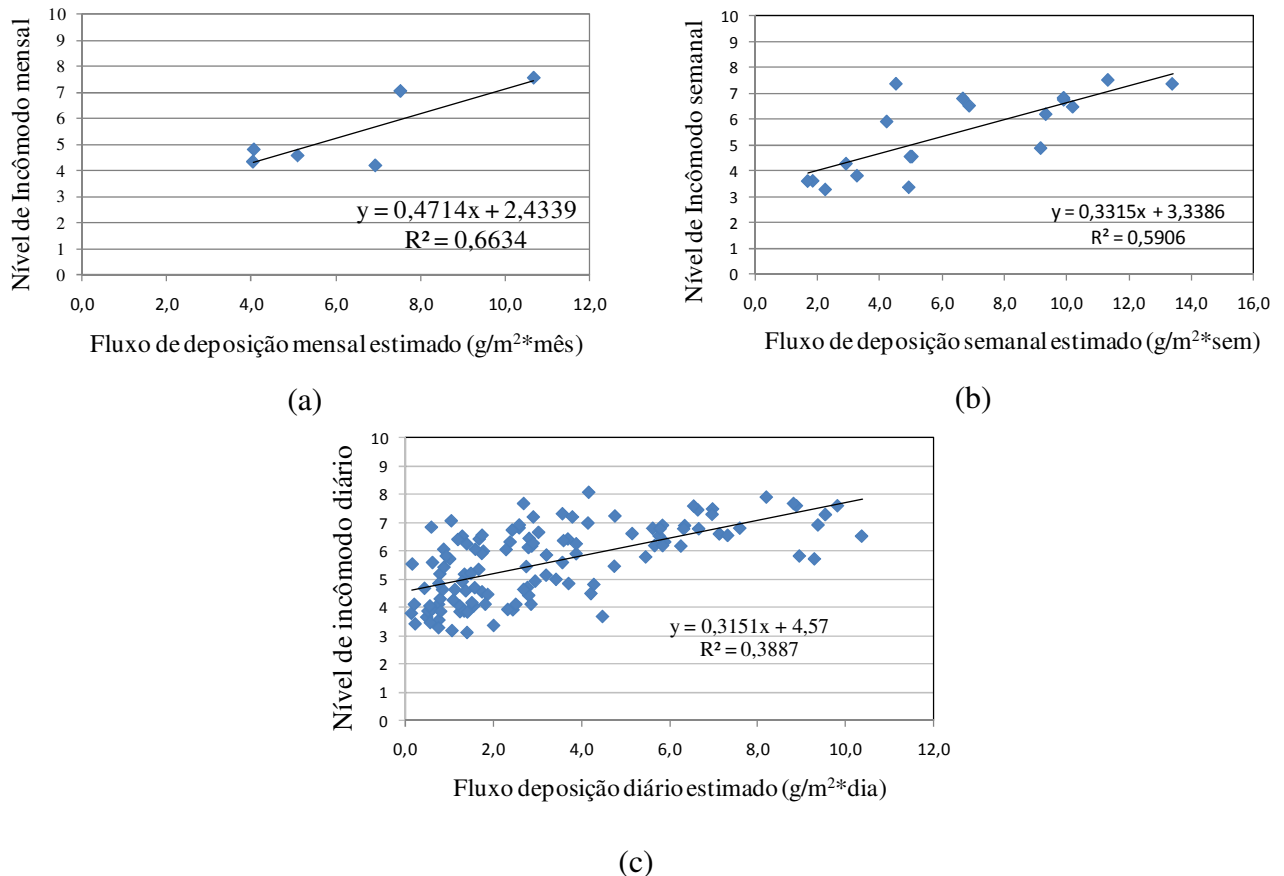 Nível de Incômodo mensal
10
9
8
7
6
5
4
3
2
1
0
y = 0,4714x + 2,4339
R² = 0,6634
0,0 2,0 4,0 6,0 8,0 10,0 12,0
Fluxo de deposição mensal estimado (g/m²*mês)
(a)
Nível de Incômodo semanal
10
9
8
7
6
5
4
3
2
1
0
y = 0,3315x + 3,3386
R² = 0,5906
0,0 2,0 4,0 6,0 8,0 10,0 12,0 14,0 16,0
Fluxo de deposição semanal estimado (g/m²*sem)
(b)
Nível de incômodo diário
10
9
8
7
6
5
4
3
2
1
0
y = 0,3151x + 4,57
R² = 0,3887
0,0 2,0 4,0 6,0 8,0 10,0 12,0
Fluxo deposição diário estimado (g/m²*dia)
(c)